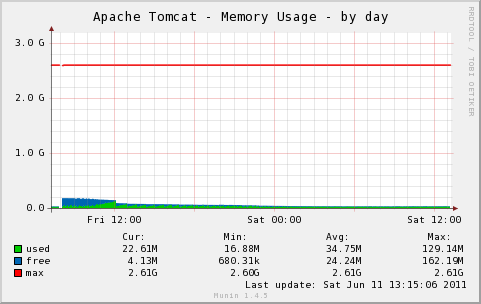 Apache Tomcat - Memory Usage - by day
RRDTOOL / TOBI OETIKER
3.0 G
2.0 G
1.0 G
0.0
Fri 12:00 Sat 00:00 Sat 12:00
Cur: Min: Avg: Max:
used 22.61M 16.88M 34.75M 129.14M
free 4.13M 680.31k 24.24M 162.19M
max 2.61G 2.60G 2.61G 2.61G
Last update: Sat Jun 11 13:15:06 2011
Munin 1.4.5